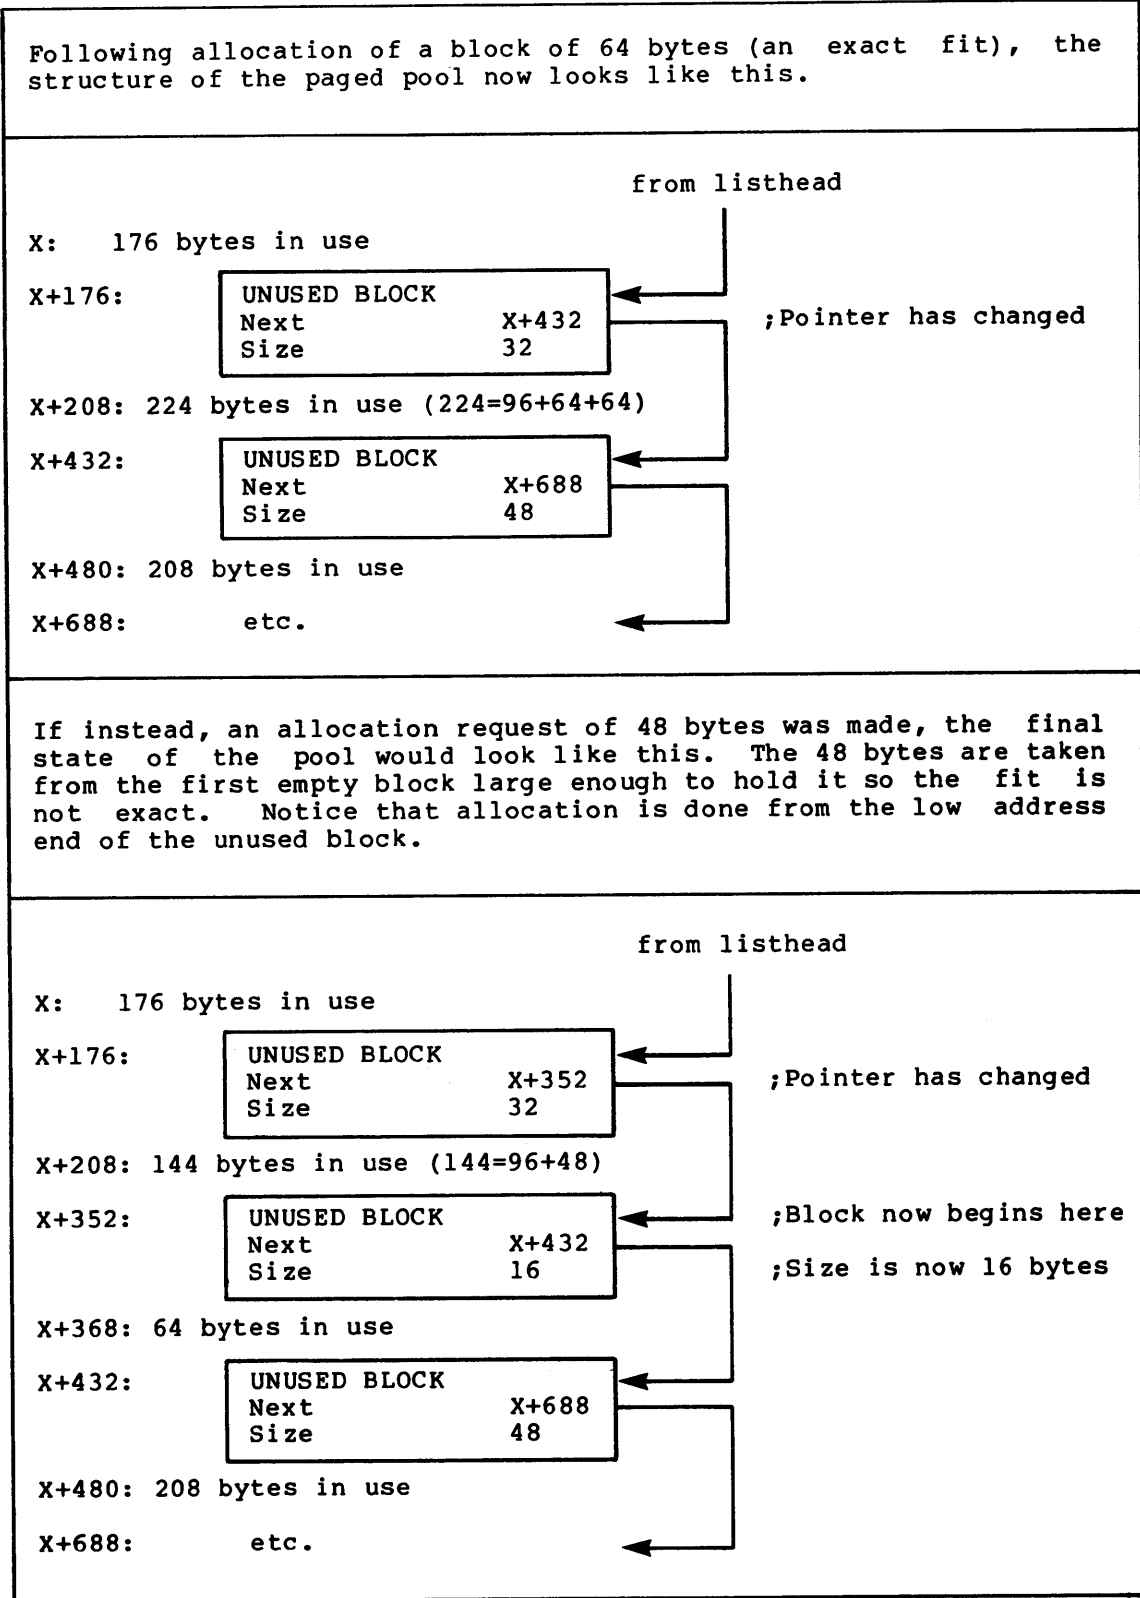 Following allocation of a block of 64 bytes (an exact fit), the
structure of the paged pool now looks like this.
from listhead
X: 176 bytes in use
X+176: UNUSED BLOCK
Next X+432 ;Pointer has changed
Size 32
X+208: 224 bytes in use (224=96+64+64)
X+432: UNUSED BLOCK
Next X+688
Size 48
X+480: 208 bytes in use
X+688: etc.
If instead, an allocation request of 48 bytes was made, the final
state of the pool would look like this. The 48 bytes are taken
from the first empty block large enough to hold it so the fit is
not exact. Notice that allocation is done from the low address
end of the unused block.
from listhead
X: 176 bytes in use
X+176: UNUSED BLOCK
Next X+352 ;Pointer has changed
Size 32
X+208: 144 bytes in use (144=96+48)
X+352: UNUSED BLOCK ;Block now begins here
Next X+432
Size 16 ;Size is now 16 bytes
X+368: 64 bytes in use
X+432: UNUSED BLOCK
Next X+688
Size 48
X+480: 208 bytes in use
X+688: etc.